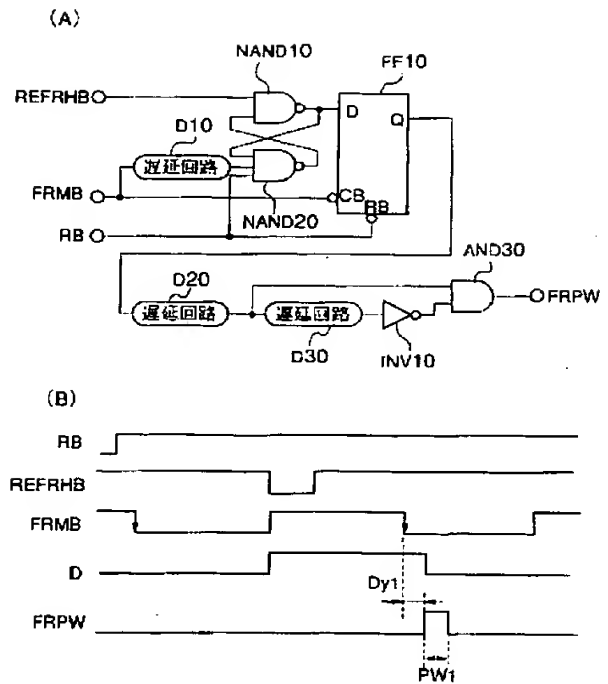 (A)
NAND10
FF10
REFRHB
D
Q
D10
遅延回路
FRMB
CB
NAND20
RB
RB
AND30
D20
FRPW
遅延回路
遅延回路
D30
INV10
(B)
RB
REFRHB
FRMB
D
Dy1
FRPW
PW1